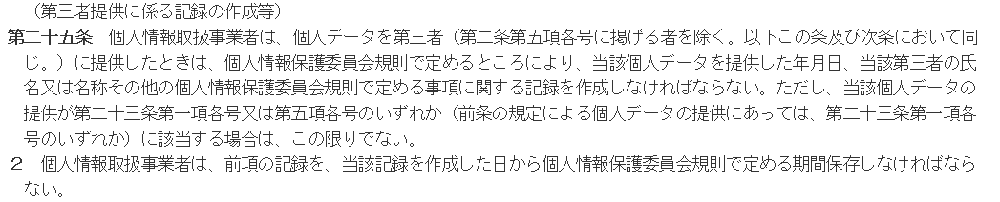 （第三者提供に係る記録の作成等）
第二十五条　個人情報取扱事業者は、個人データを第三者（第二条第五項各号に掲げる者を除く。以下この条及び次条において同
じ。）に提供したときは、個人情報保護委員会規則で定めるところにより、当該個人データを提供した年月日、当該第三者の氏
名又は名称その他の個人情報保護委員会規則で定める事項に関する記録を作成しなければならない。ただし、当該個人データの
提供が第二十三条第一項各号又は第五項各号のいずれか（前条の規定による個人データの提供にあっては、第二十三条第一項各
号のいずれか）に該当する場合は、この限りでない。
２　個人情報取扱事業者は、前項の記録を、当該記録を作成した日から個人情報保護委員会規則で定める期間保存しなければなら
ない。